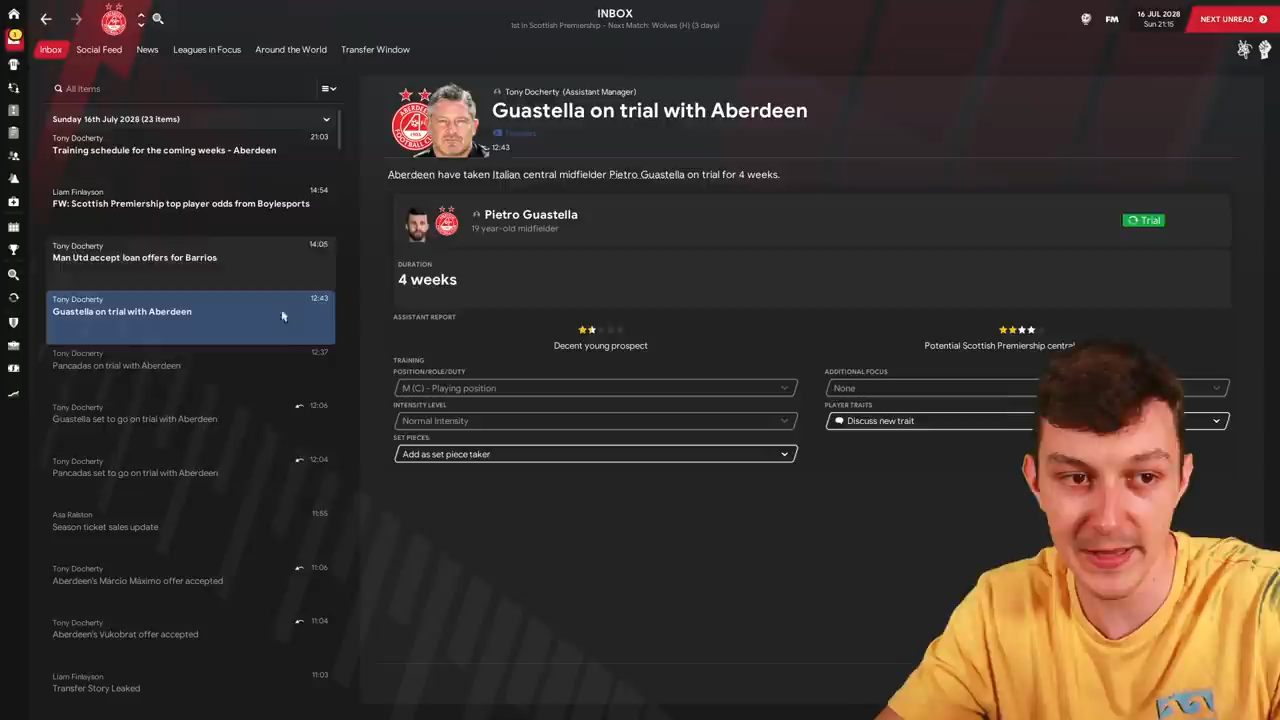 INBOX
1st in Scottish Premiership - Next Match: Wolves (H) (3 days)
FM
16 JUL 2028
Sun 21:15
NEXT UNREAD
1
Inbox
Social Feed
News
Leagues in Focus
Around the World
Transfer Window
All Items
Sunday 16th July 2028 (23 items)
Tony Docherty 21:03
Training schedule for the coming weeks - Aberdeen
Liam Finlayson 14:54
FW: Scottish Premiership top player odds from Boylesports
Tony Docherty 14:05
Man Utd accept loan offers for Barrios
Tony Docherty 12:43
Guastella on trial with Aberdeen
Tony Docherty 12:37
Pancadas on trial with Aberdeen
Tony Docherty 12:06
Guastella set to go on trial with Aberdeen
Tony Docherty 12:04
Pancadas set to go on trial with Aberdeen
Asa Ralston 11:55
Season ticket sales update
Tony Docherty 11:06
Aberdeen's Márcio Máximo offer accepted
Tony Docherty 11:04
Aberdeen's Vukobrat offer accepted
Liam Finlayson 11:03
Transfer Story Leaked
Tony Docherty (Assistant Manager)
Guastella on trial with Aberdeen
12:43
Aberdeen have taken Italian central midfielder Pietro Guastella on trial for 4 weeks.
Pietro Guastella
19 year-old midfielder
Trial
DURATION
4 weeks
ASSISTANT REPORT
Decent young prospect
Potential Scottish Premiership central
TRAINING
POSITION/ROLE/DUTY
M (C) - Playing position
ADDITIONAL FOCUS
None
INTENSITY LEVEL
Normal Intensity
PLAYER TRAITS
Discuss new trait
SET PIECES
Add as set piece taker